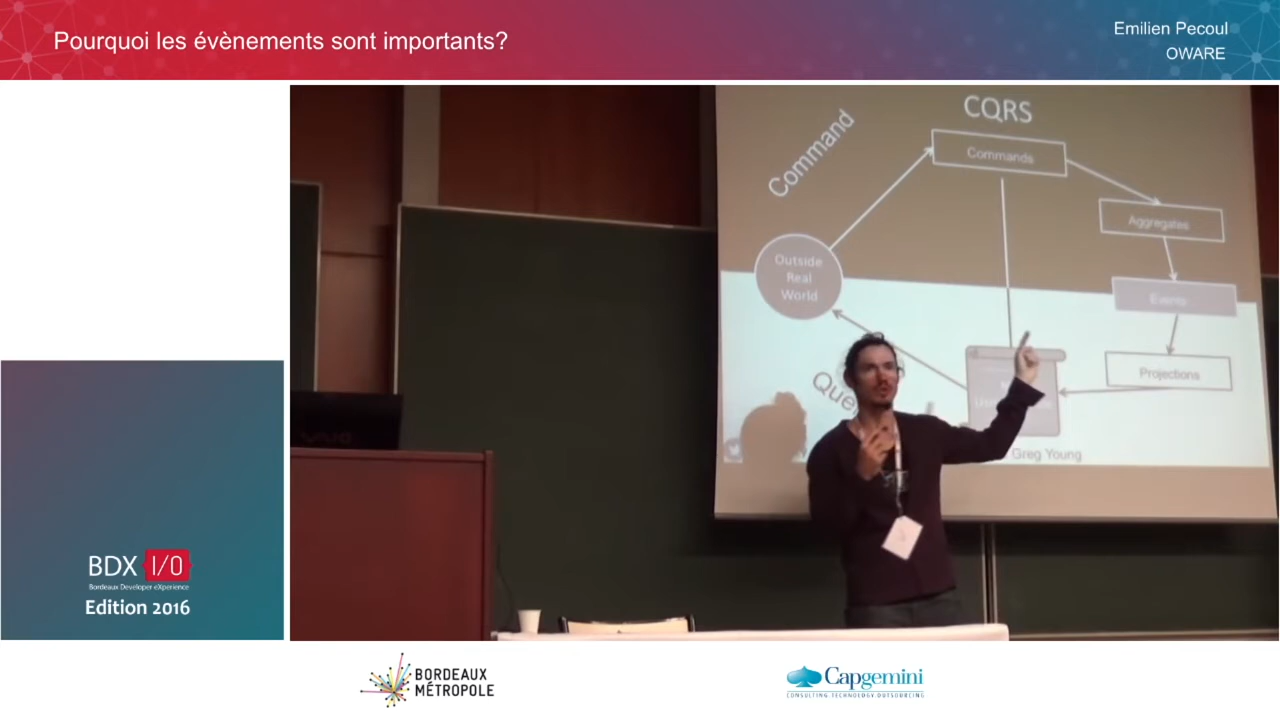 Pourquoi les évènements sont importants?
Emilien Pecoul
OWARE
CQRS
Command
Commands
Aggregates
Outside
Real
World
Events
Projections
Greg Young
BDX I/O
Bordeaux Developer eXperience
Edition 2016
BORDEAUX
MÉTROPOLE
Capgemini
CONSULTING.TECHNOLOGY.OUTSOURCING